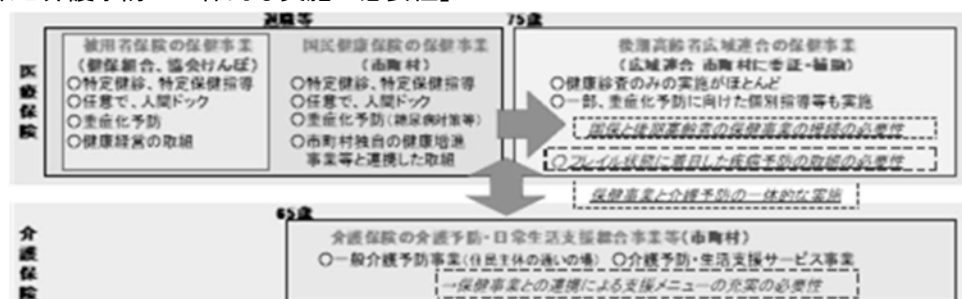 退職等
75歳
医療保険
被用者保険の保健事業
(健保組合、協会けんぽ)
○特定健診、特定保健指導
○任意で、人間ドック
○重症化予防
○健康経営の取組
国民健康保険の保健事業
(市町村)
○特定健診、特定保健指導
○任意で、人間ドック
○重症化予防(糖尿病対策等)
○市町村独自の健康増進
事業等と連携した取組
後期高齢者広域連合の保健事業
(広域連合 市町村に委託・補助)
○健康診査のみの実施がほとんど
○一部、重症化予防に向けた個別指導等も実施
国保と後期高齢者の保健事業の接続の必要性
○フレイル状態に着目した疾病予防の取組の必要性
保健事業と介護予防の一体的な実施
65歳
介護保険
介護保険の介護予防・日常生活支援総合事業等(市町村)
○一般介護予防事業(住民主体の通いの場) ○介護予防・生活支援サービス事業
→保健事業との連携による支援メニューの充実の必要性